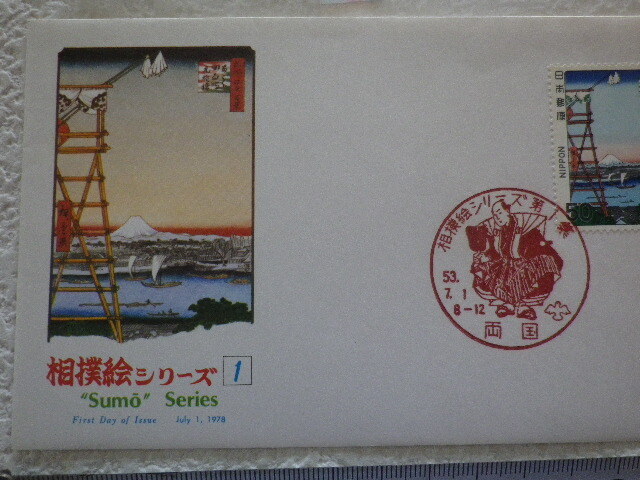 日本郵便
NIPPON
50
相撲絵シリーズ第1集
53.
7.1
8-12
両国
相撲絵シリーズ 1
"Sumō" Series
First Day of Issue July 1, 1978